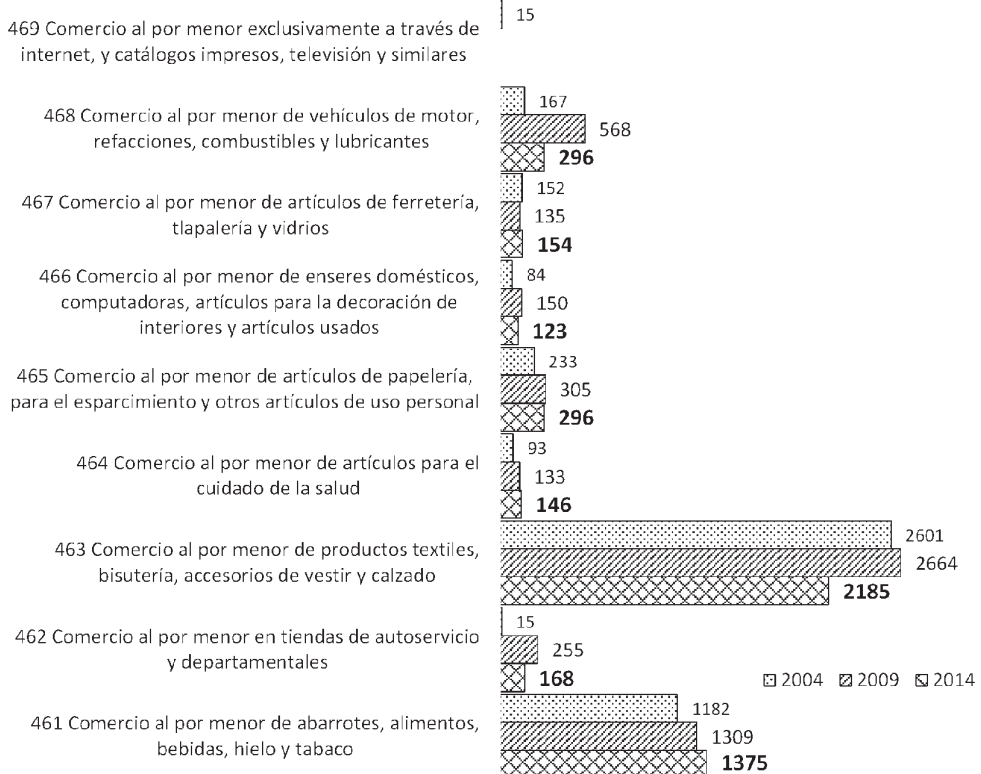 15
469 Comercio al por menor exclusivamente a través de
internet, y catálogos impresos, televisión y similares
167
468 Comercio al por menor de vehículos de motor,
568
refacciones, combustibles y lubricantes
296
152
467 Comercio al por menor de artículos de ferretería,
135
tlapalería y vidrios
154
84
466 Comercio al por menor de enseres domésticos,
computadoras, artículos para la decoración de
150
interiores y artículos usados
123
233
465 Comercio al por menor de artículos de papelería,
305
para el esparcimiento y otros artículos de uso personal
296
93
464 Comercio al por menor de artículos para el
133
cuidado de la salud
146
2601
463 Comercio al por menor de productos textiles,
2664
bisutería, accesorios de vestir y calzado
2185
15
462 Comercio al por menor en tiendas de autoservicio
255
y departamentales
168
2004 2009 2014
1182
461 Comercio al por menor de abarrotes, alimentos,
1309
bebidas, hielo y tabaco
1375